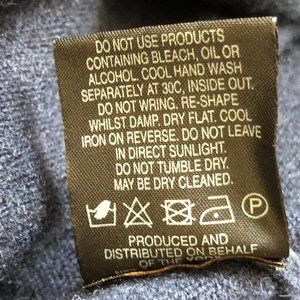 DO NOT USE PRODUCTS
CONTAINING BLEACH, OIL OR
ALCOHOL. COOL HAND WASH
SEPARATELY AT 30C, INSIDE OUT.
DO NOT WRING. RE-SHAPE
WHILST DAMP. DRY FLAT. COOL
IRON ON REVERSE. DO NOT LEAVE
IN DIRECT SUNLIGHT.
DO NOT TUMBLE DRY.
MAY BE DRY CLEANED.
P
PRODUCED AND
DISTRIBUTED ON BEHALF
OF THE